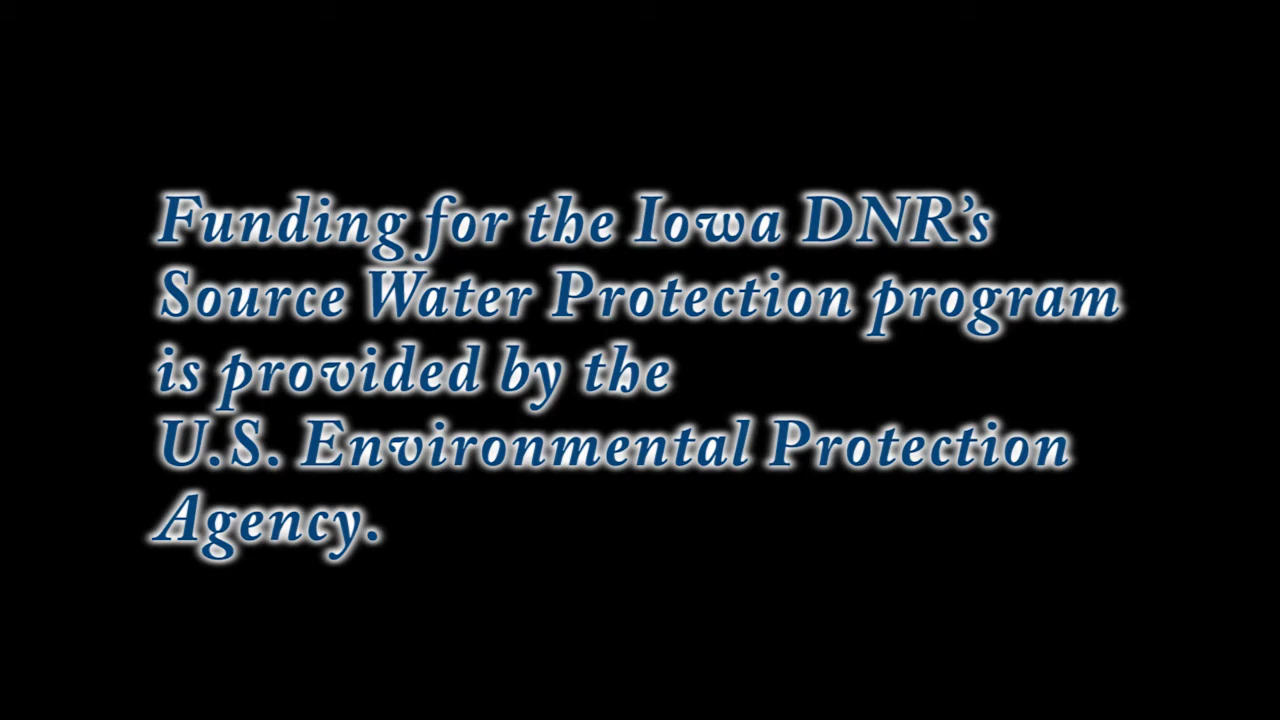 Funding for the Iowa DNR’s
Source Water Protection program
is provided by the
U.S. Environmental Protection
Agency.